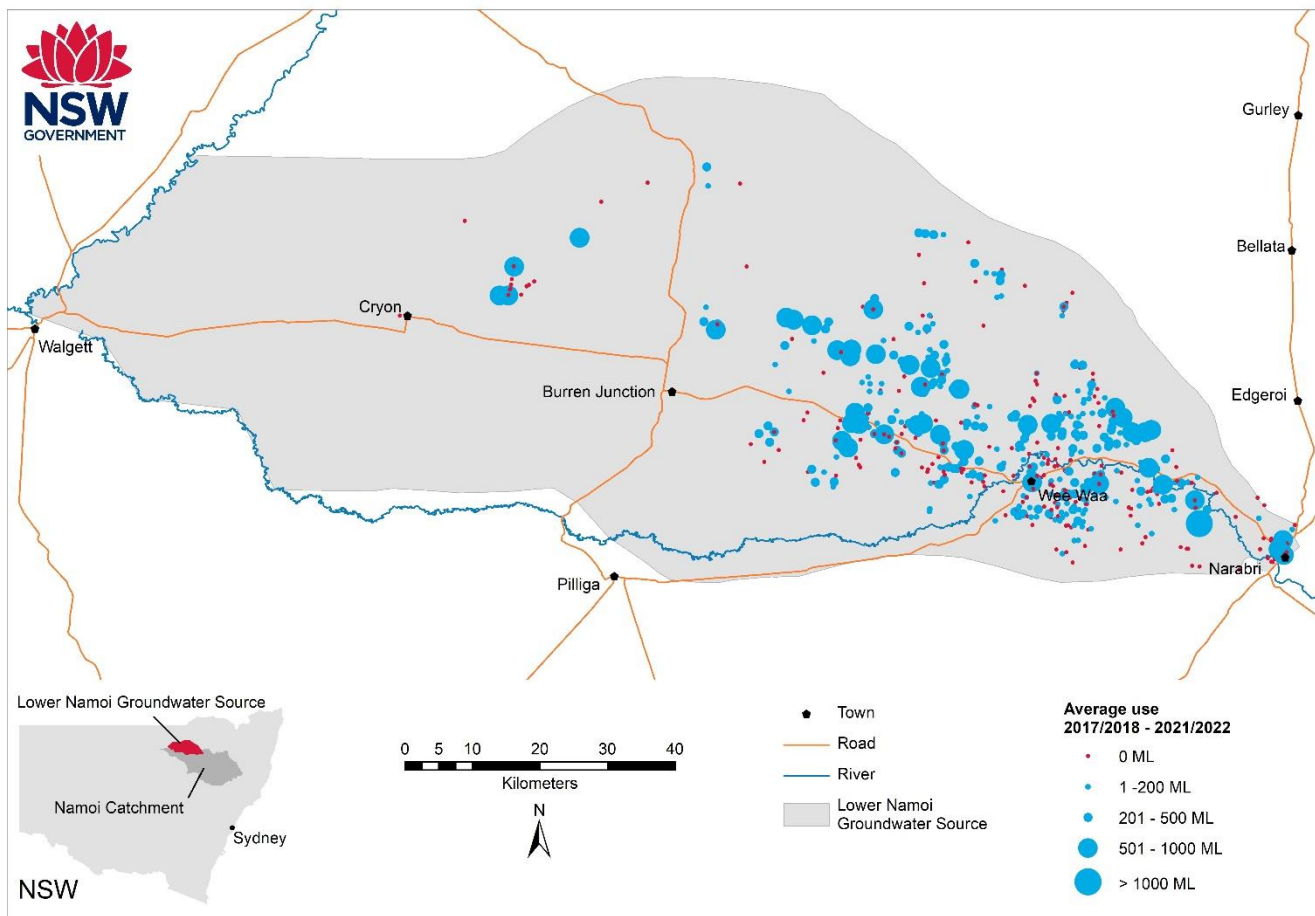 NSW
GOVERNMENT
Gurley
Bellata
Cryon
Walgett
Burren Junction
Edgeroi
Wee Waa
Narabri
Pilliga
Lower Namoi Groundwater Source
Namoi Catchment
Sydney
NSW
0 5 10 20 30 40
Kilometers
N
Town
Road
River
Lower Namoi
Groundwater Source
Average use
2017/2018 - 2021/2022
0 ML
1 -200 ML
201 - 500 ML
501 - 1000 ML
> 1000 ML